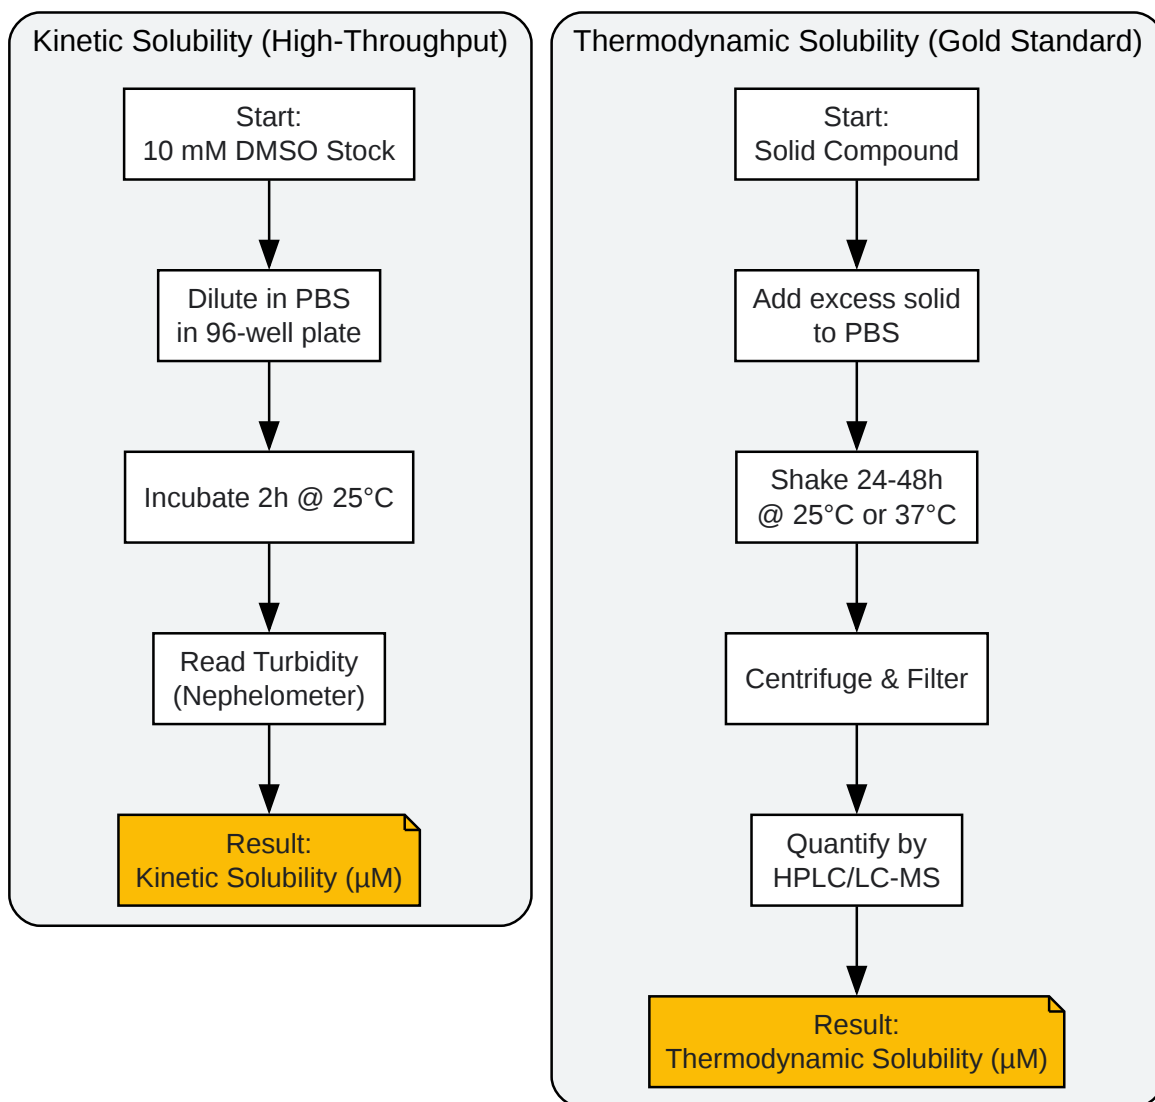 Kinetic Solubility (High-Throughput)
Start:
10 mM DMSO Stock
Dilute in PBS
in 96-well plate
Incubate 2h @ 25°C
Read Turbidity
(Nephelometer)
Result:
Kinetic Solubility (µM)
Thermodynamic Solubility (Gold Standard)
Start:
Solid Compound
Add excess solid
to PBS
Shake 24-48h
@ 25°C or 37°C
Centrifuge & Filter
Quantify by
HPLC/LC-MS
Result:
Thermodynamic Solubility (µM)